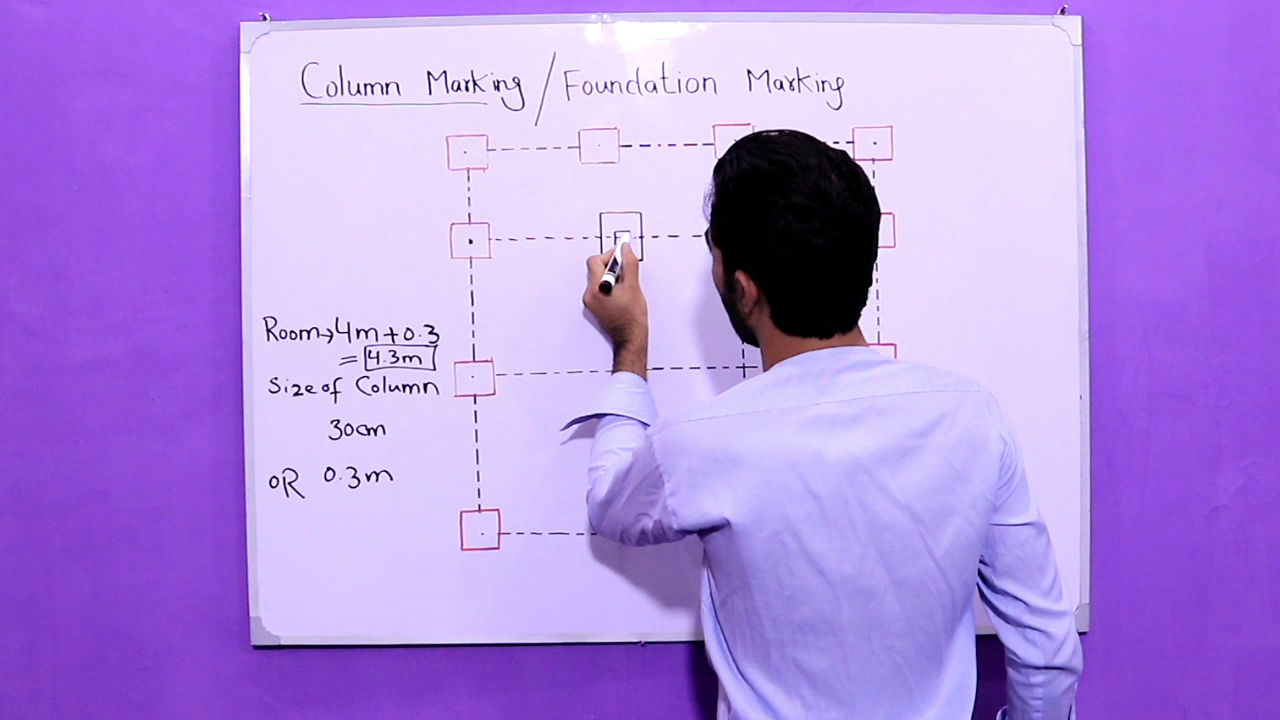 Column Marking / Foundation Marking
Room → 4m + 0.3
= 4.3m
Size of Column
30cm
OR 0.3m